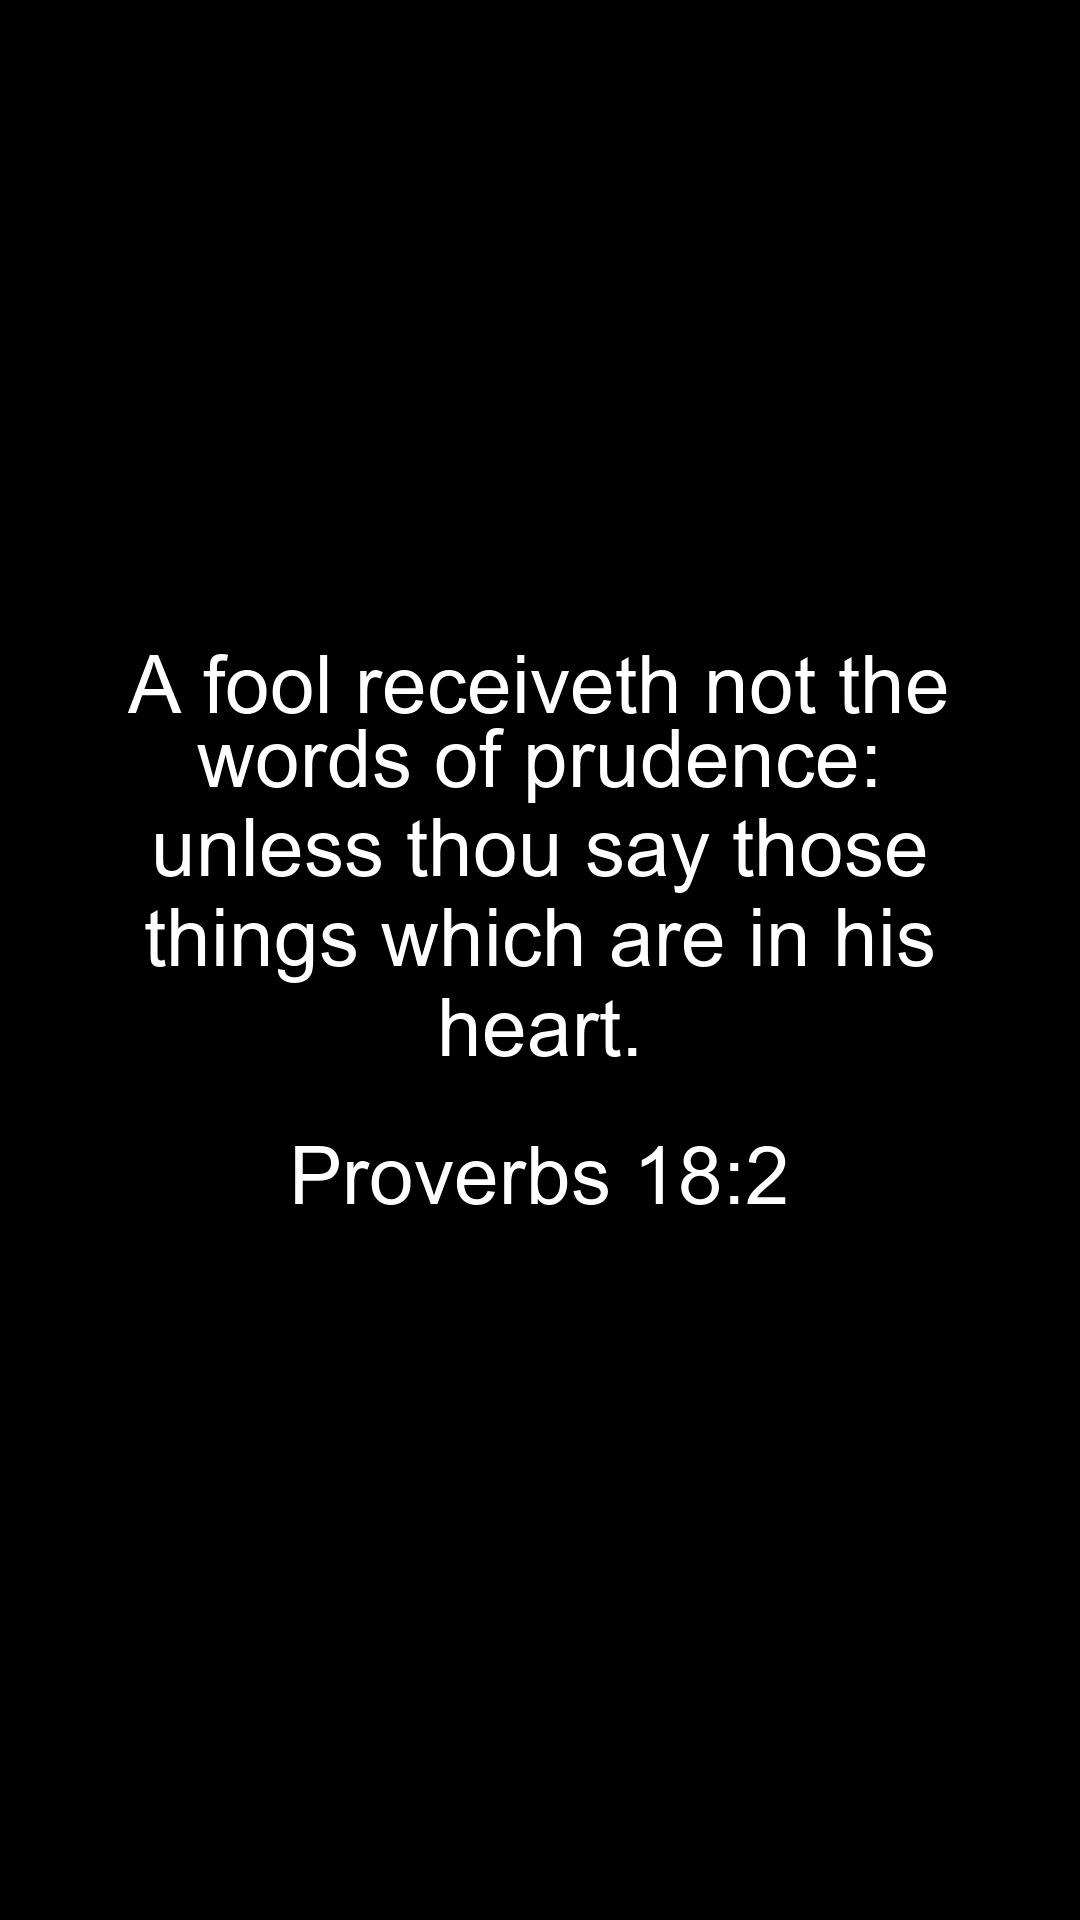 A fool receiveth not the
words of prudence:
unless thou say those
things which are in his
heart.
Proverbs 18:2